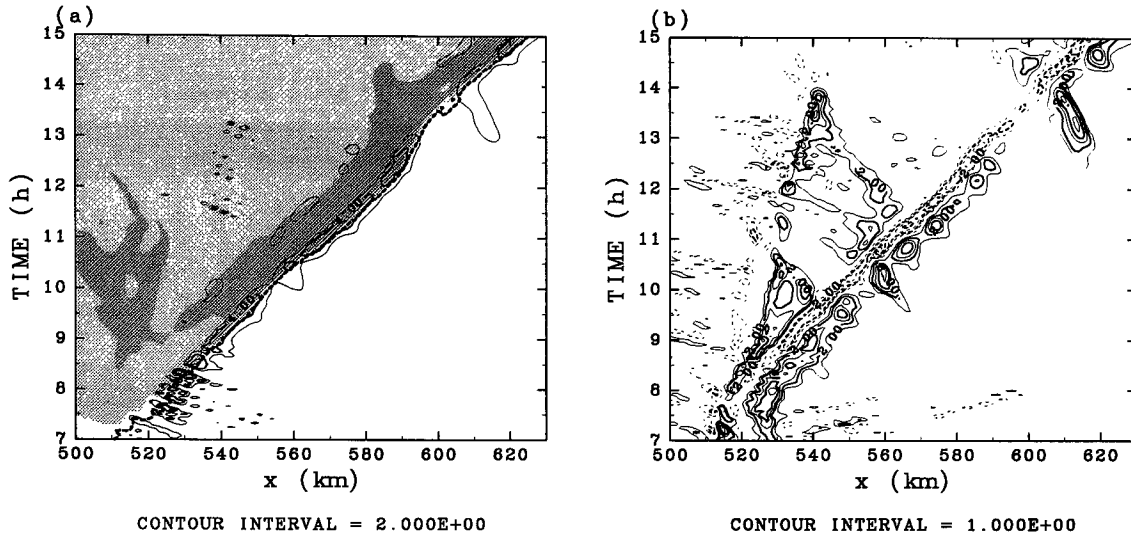 (a)
15
14
13
12
11
10
9
8
7
TIME (h)
500 520 540 560 580 600 620
x (km)
CONTOUR INTERVAL = 2.000E+00
(b)
15
14
13
12
11
10
9
8
7
TIME (h)
500 520 540 560 580 600 620
x (km)
CONTOUR INTERVAL = 1.000E+00